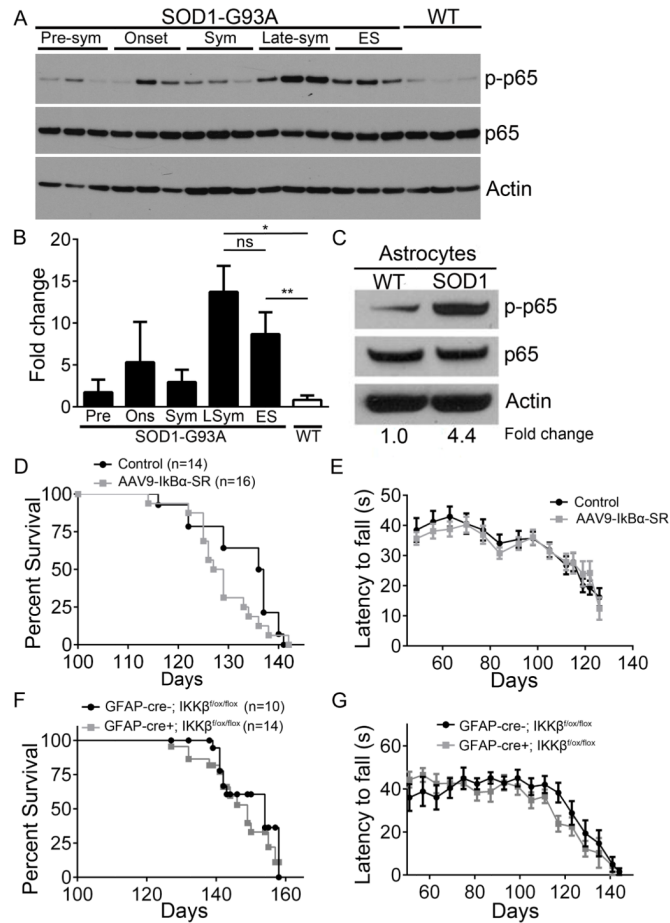 A
SOD1-G93A WT
Pre-sym Onset Sym Late-sym ES
p-p65
p65
Actin
B
Fold change
20
15
10
5
0
*
ns
**
Pre Ons Sym LSym ES WT
SOD1-G93A
C
Astrocytes
WT SOD1
p-p65
p65
Actin
1.0 4.4 Fold change
D
Control (n=14)
AAV9-IkBα-SR (n=16)
Percent Survival
100
75
50
25
0
100 110 120 130 140
Days
E
Control
AAV9-IkBα-SR
Latency to fall (s)
50
40
30
20
10
0
60 80 100 120 140
Days
F
GFAP-cre-; IKKβf/ox/flox (n=10)
GFAP-cre+; IKKβf/ox/flox (n=14)
Percent Survival
100
75
50
25
0
100 120 140 160
Days
G
GFAP-cre-; IKKβf/ox/flox
GFAP-cre+; IKKβf/ox/flox
Latency to fall (s)
60
40
20
0
60 80 100 120 140
Days